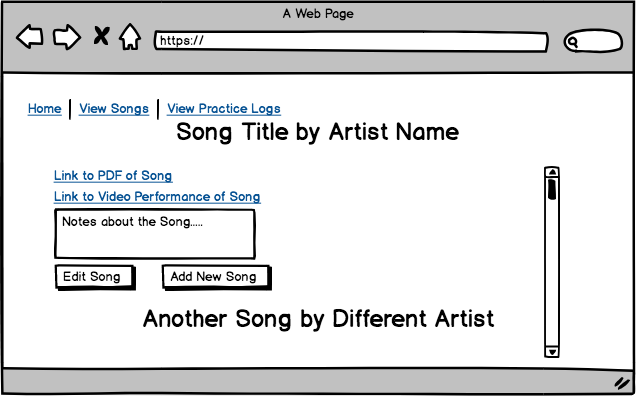 A Web Page
https://
Home | View Songs | View Practice Logs
Song Title by Artist Name
Link to PDF of Song
Link to Video Performance of Song
Notes about the Song.....
Edit Song Add New Song
Another Song by Different Artist